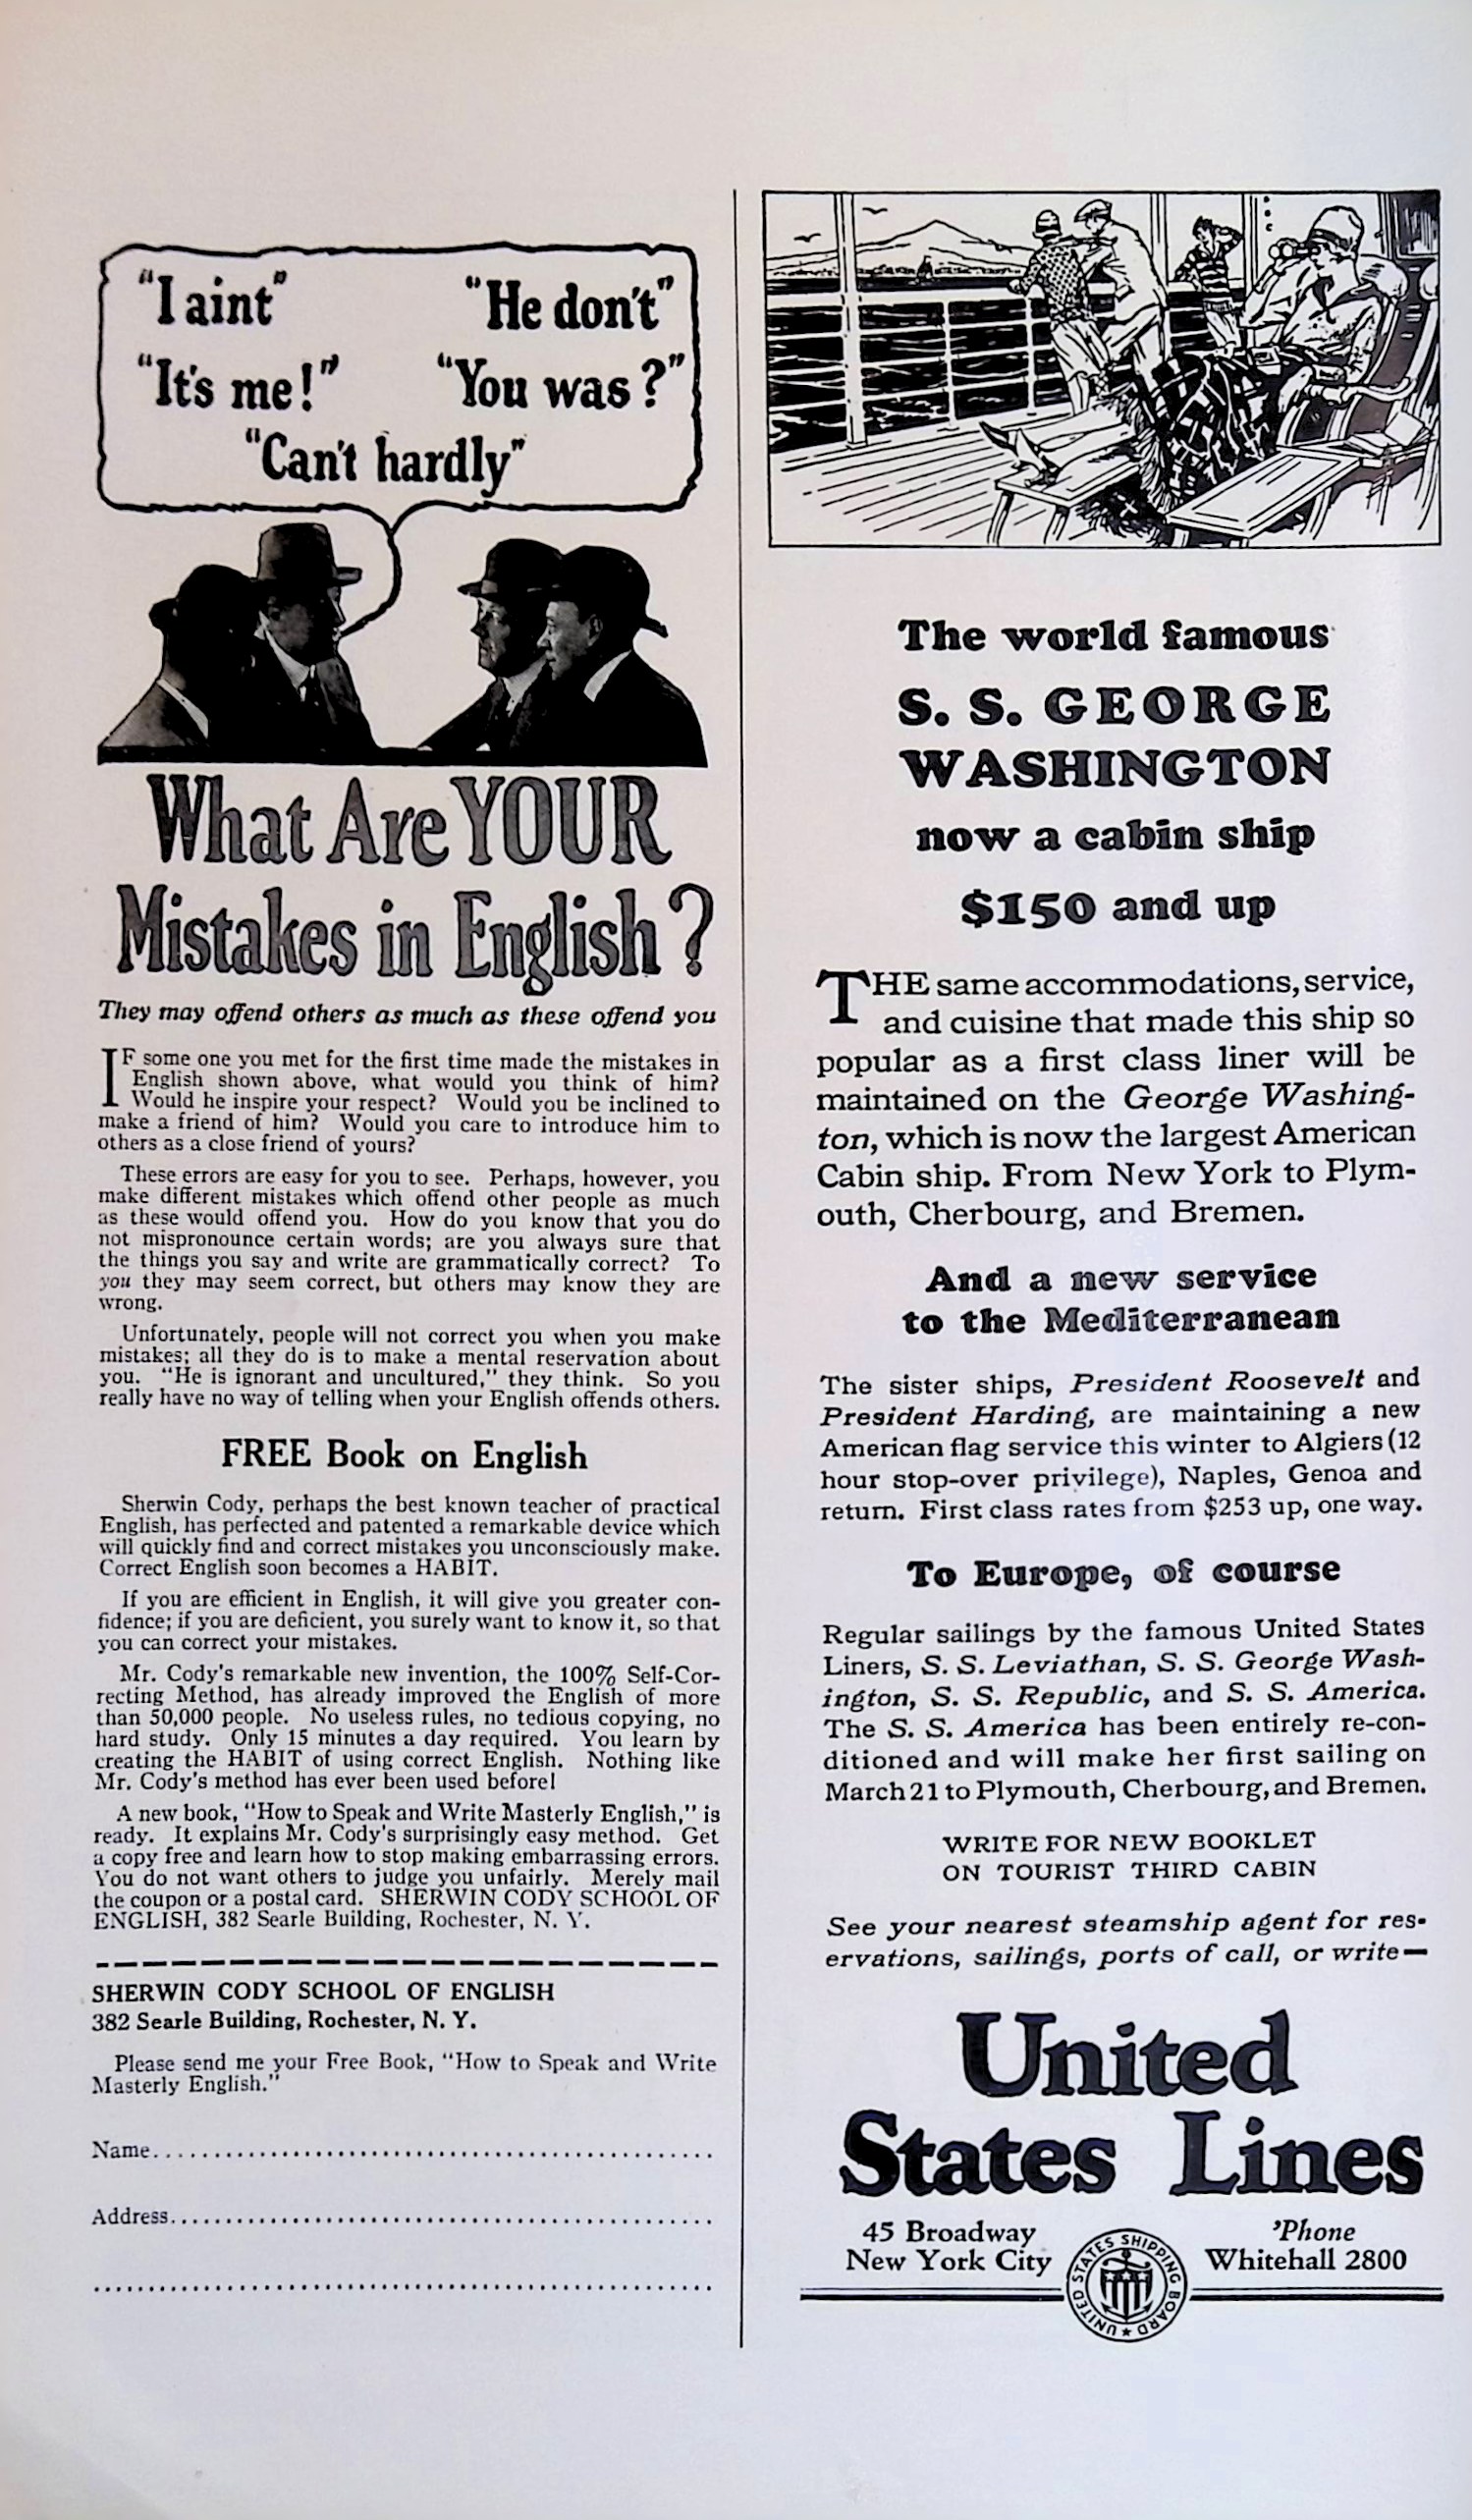 "I aint" "He don't"
"It's me!" "You was?"
"Can't hardly"
What Are YOUR
Mistakes in English?
They may offend others as much as these offend you
IF some one you met for the first time made the mistakes in
English shown above, what would you think of him?
Would he inspire your respect? Would you be inclined to
make a friend of him? Would you care to introduce him to
others as a close friend of yours?
These errors are easy for you to see. Perhaps, however, you
make different mistakes which offend other people as much
as these would offend you. How do you know that you do
not mispronounce certain words; are you always sure that
the things you say and write are grammatically correct? To
you they may seem correct, but others may know they are
wrong.
Unfortunately, people will not correct you when you make
mistakes; all they do is to make a mental reservation about
you. "He is ignorant and uncultured," they think. So you
really have no way of telling when your English offends others.
FREE Book on English
Sherwin Cody, perhaps the best known teacher of practical
English, has perfected and patented a remarkable device which
will quickly find and correct mistakes you unconsciously make.
Correct English soon becomes a HABIT.
If you are efficient in English, it will give you greater con-
fidence; if you are deficient, you surely want to know it, so that
you can correct your mistakes.
Mr. Cody's remarkable new invention, the 100% Self-Cor-
recting Method, has already improved the English of more
than 50,000 people. No useless rules, no tedious copying, no
hard study. Only 15 minutes a day required. You learn by
creating the HABIT of using correct English. Nothing like
Mr. Cody's method has ever been used before!
A new book, "How to Speak and Write Masterly English," is
ready. It explains Mr. Cody's surprisingly easy method. Get
a copy free and learn how to stop making embarrassing errors.
You do not want others to judge you unfairly. Merely mail
the coupon or a postal card. SHERWIN CODY SCHOOL OF
ENGLISH, 382 Searle Building, Rochester, N. Y.
SHERWIN CODY SCHOOL OF ENGLISH
382 Searle Building, Rochester, N. Y.
Please send me your Free Book, "How to Speak and Write
Masterly English."
Name
Address
The world famous
S. S. GEORGE
WASHINGTON
now a cabin ship
$150 and up
THE same accommodations, service,
and cuisine that made this ship so
popular as a first class liner will be
maintained on the George Washing-
ton, which is now the largest American
Cabin ship. From New York to Plym-
outh, Cherbourg, and Bremen.
And a new service
to the Mediterranean
The sister ships, President Roosevelt and
President Harding, are maintaining a new
American flag service this winter to Algiers (12
hour stop-over privilege), Naples, Genoa and
return. First class rates from $253 up, one way.
To Europe, of course
Regular sailings by the famous United States
Liners, S. S. Leviathan, S. S. George Wash-
ington, S. S. Republic, and S. S. America.
The S. S. America has been entirely re-con-
ditioned and will make her first sailing on
March 21 to Plymouth, Cherbourg, and Bremen.
WRITE FOR NEW BOOKLET
ON TOURIST THIRD CABIN
See your nearest steamship agent for res-
ervations, sailings, ports of call, or write—
United
States Lines
45 Broadway
New York City
'Phone
Whitehall 2800
UNITED STATES SHIPPING BOARD